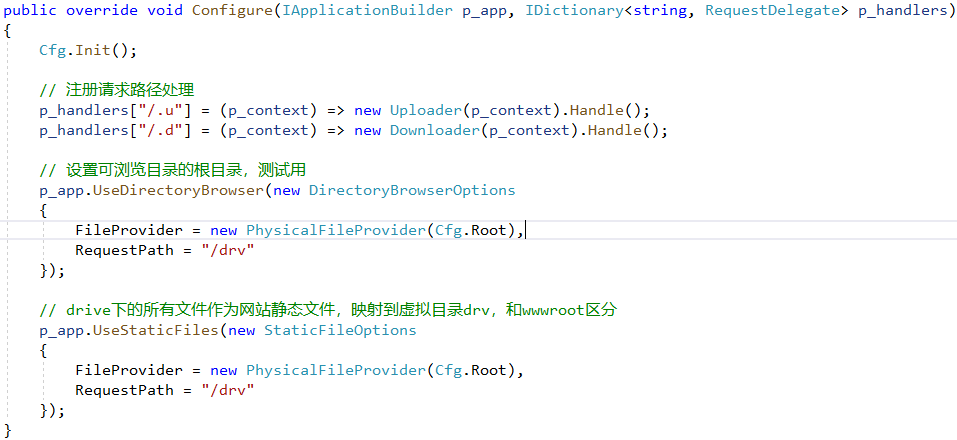 public override void Configure(IApplicationBuilder p_app, IDictionary<string, RequestDelegate> p_handlers)
{
    Cfg.Init();
    // 注册请求路径处理
    p_handlers["/.u"] = (p_context) => new Uploader(p_context).Handle();
    p_handlers["/.d"] = (p_context) => new Downloader(p_context).Handle();
    // 设置可浏览目录的根目录，测试用
    p_app.UseDirectoryBrowser(new DirectoryBrowserOptions
    {
        FileProvider = new PhysicalFileProvider(Cfg.Root),
        RequestPath = "/drv"
    });
    // drive下的所有文件作为网站静态文件，映射到虚拟目录drv，和wwwroot区分
    p_app.UseStaticFiles(new StaticFileOptions
    {
        FileProvider = new PhysicalFileProvider(Cfg.Root),
        RequestPath = "/drv"
    });
}